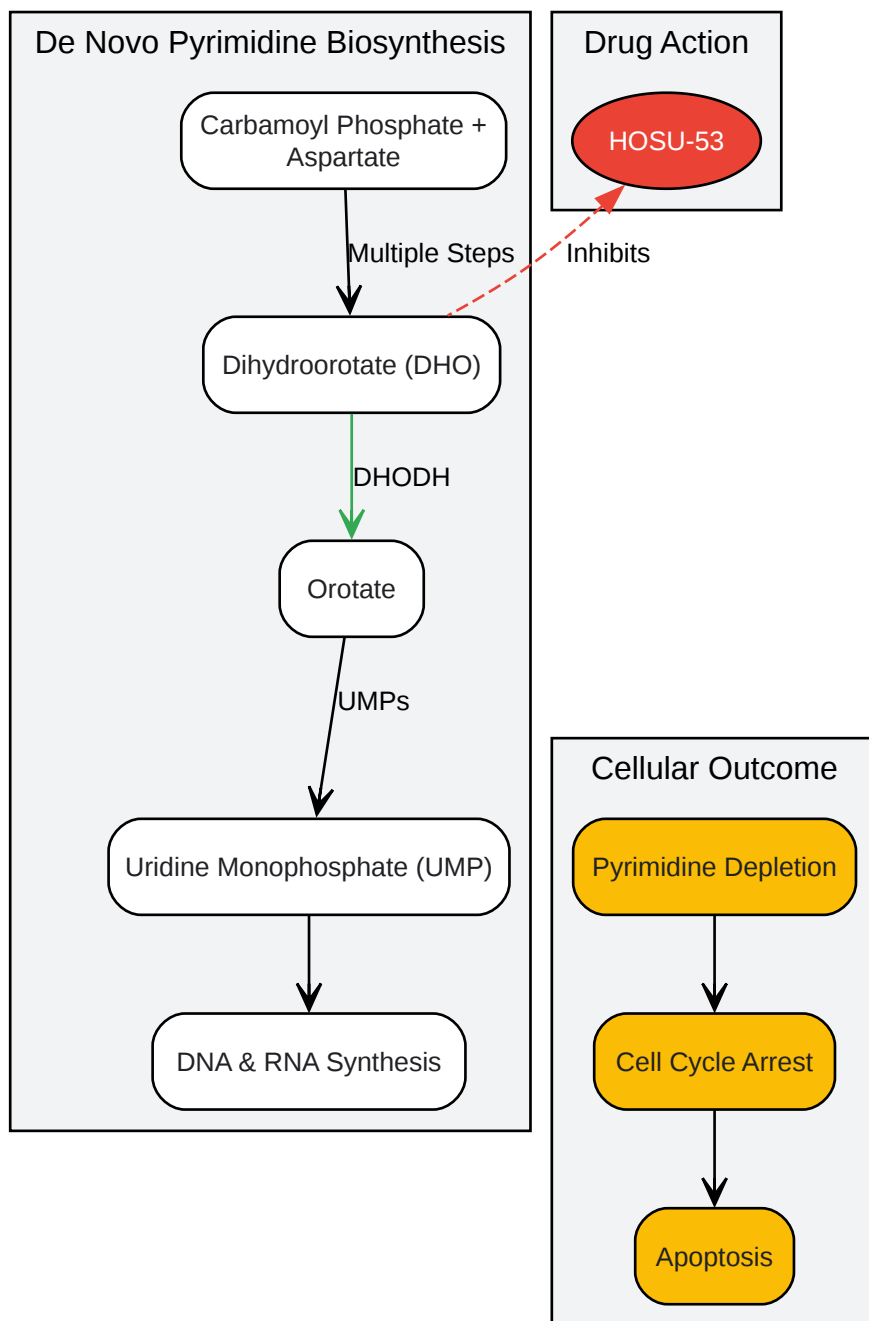 De Novo Pyrimidine Biosynthesis
Carbamoyl Phosphate +
Aspartate
Multiple Steps
Dihydroorotate (DHO)
DHODH
Orotate
UMPs
Uridine Monophosphate (UMP)
DNA & RNA Synthesis
Drug Action
HOSU-53
Inhibits
Cellular Outcome
Pyrimidine Depletion
Cell Cycle Arrest
Apoptosis